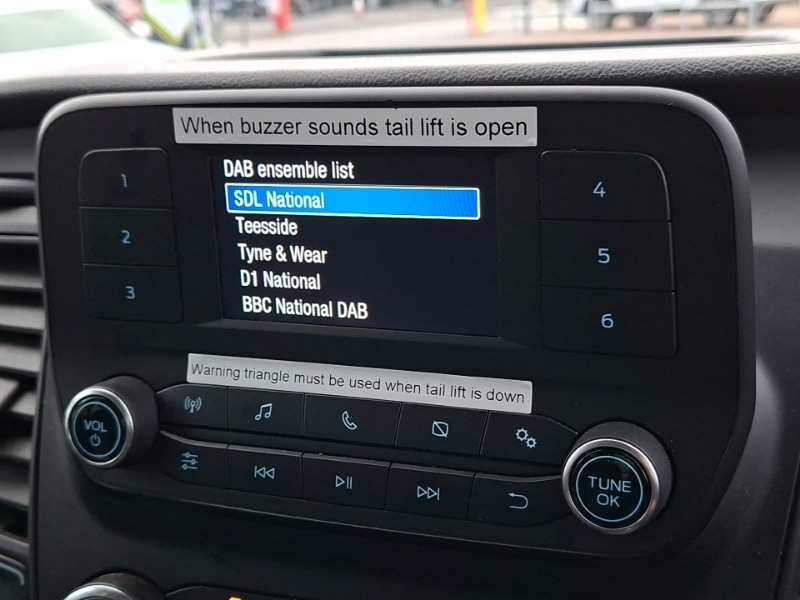 When buzzer sounds tail lift is open
DAB ensemble list
SDL National
Teesside
Tyne & Wear
D1 National
BBC National DAB
1
2
3
4
5
6
Warning triangle must be used when tail lift is down
VOL
TUNE
OK